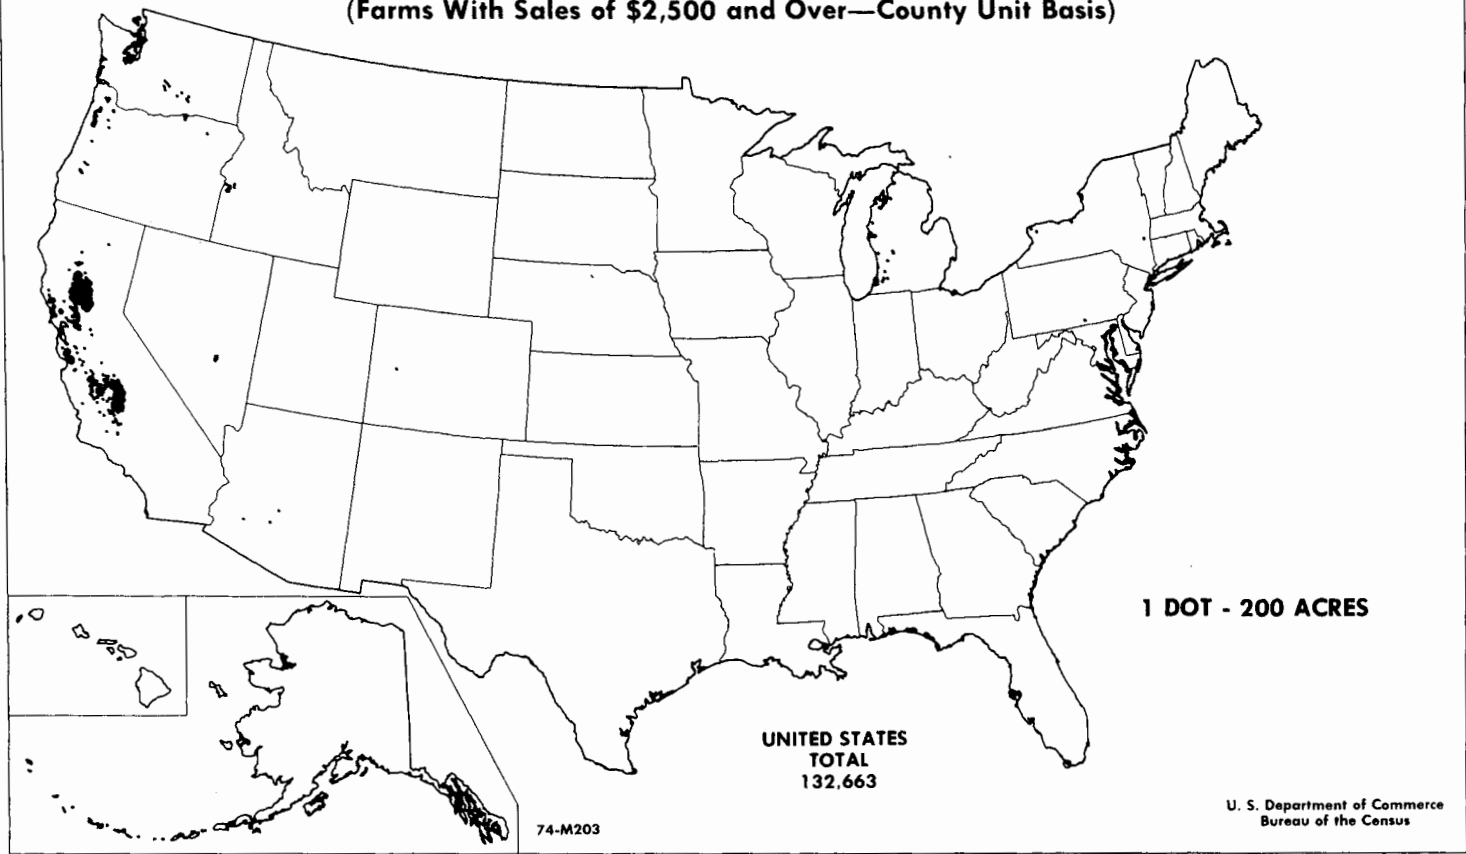 (Farms With Sales of $2,500 and Over—County Unit Basis)
1 DOT - 200 ACRES
UNITED STATES
TOTAL
132,663
U. S. Department of Commerce
Bureau of the Census
74-M203